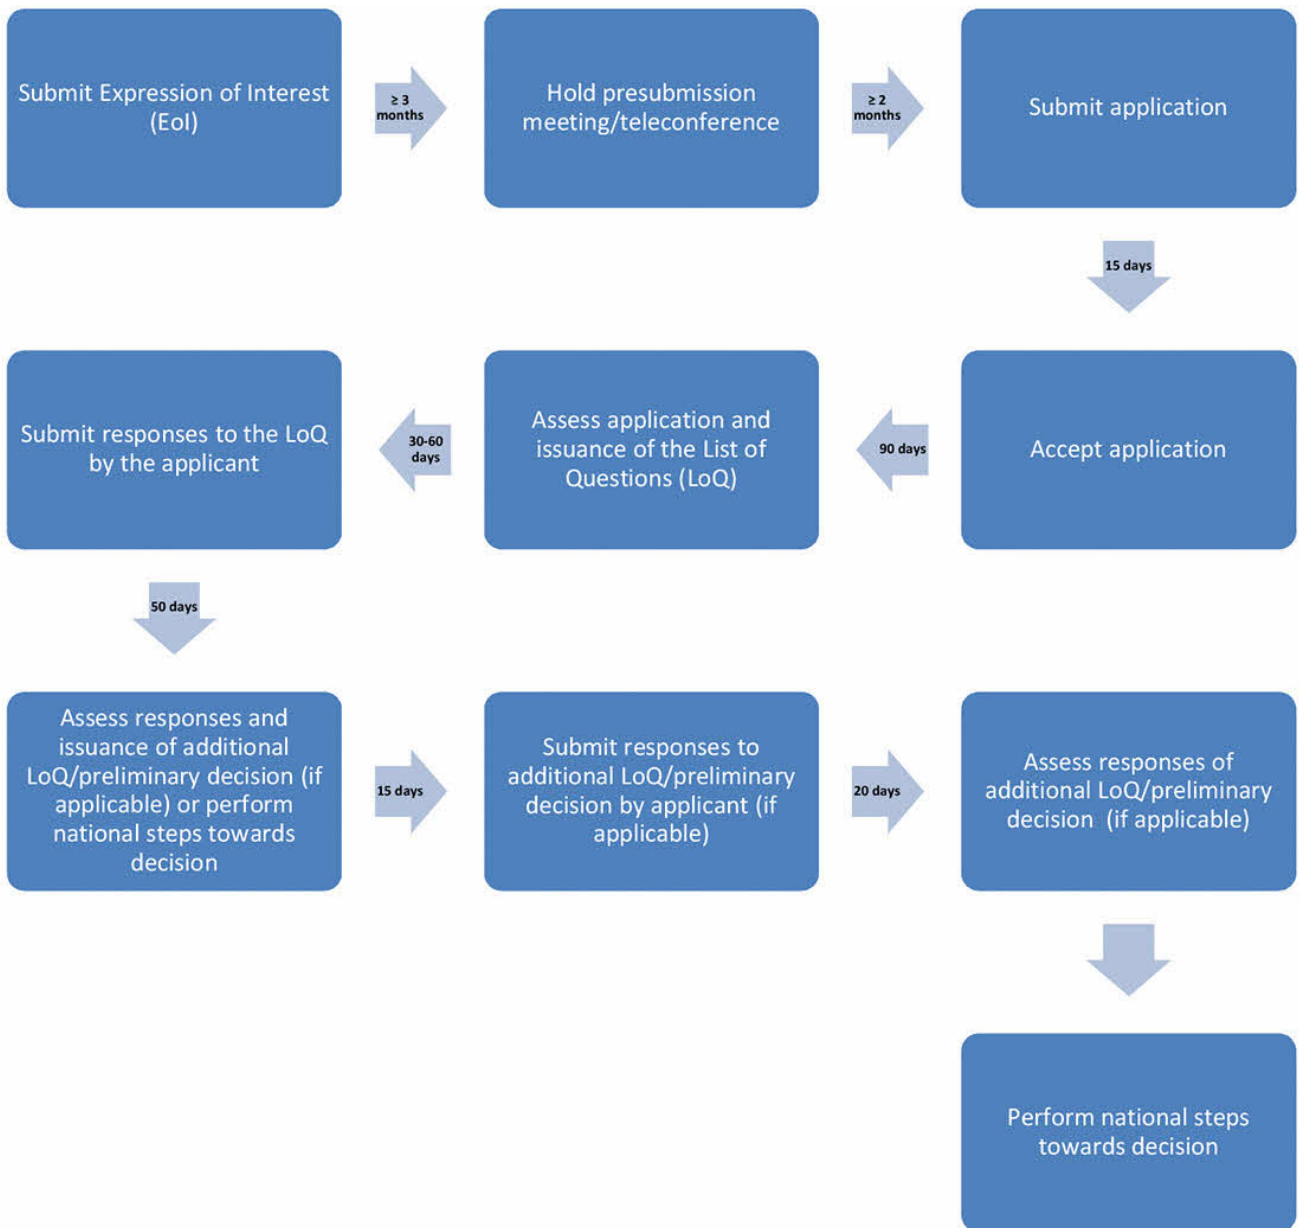 Submit Expression of Interest
(EoI)
≥ 3
months
Hold presubmission
meeting/teleconference
≥ 2
months
Submit application
15 days
Accept application
90 days
Assess application and
issuance of the List of
Questions (LoQ)
30-60
days
Submit responses to the LoQ
by the applicant
50 days
Assess responses and
issuance of additional
LoQ/preliminary decision (if
applicable) or perform
national steps towards
decision
15 days
Submit responses to
additional LoQ/preliminary
decision by applicant (if
applicable)
20 days
Assess responses of
additional LoQ/preliminary
decision (if applicable)
Perform national steps
towards decision